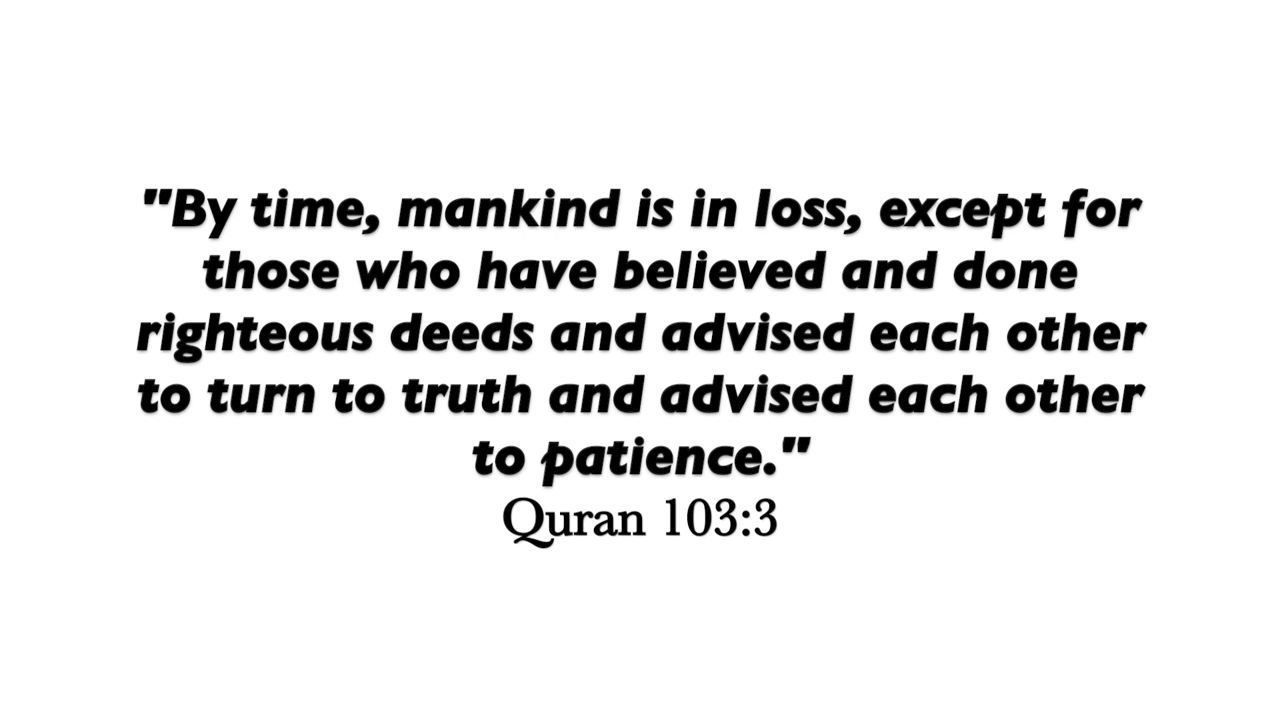 "By time, mankind is in loss, except for
those who have believed and done
righteous deeds and advised each other
to turn to truth and advised each other
to patience."
Quran 103:3